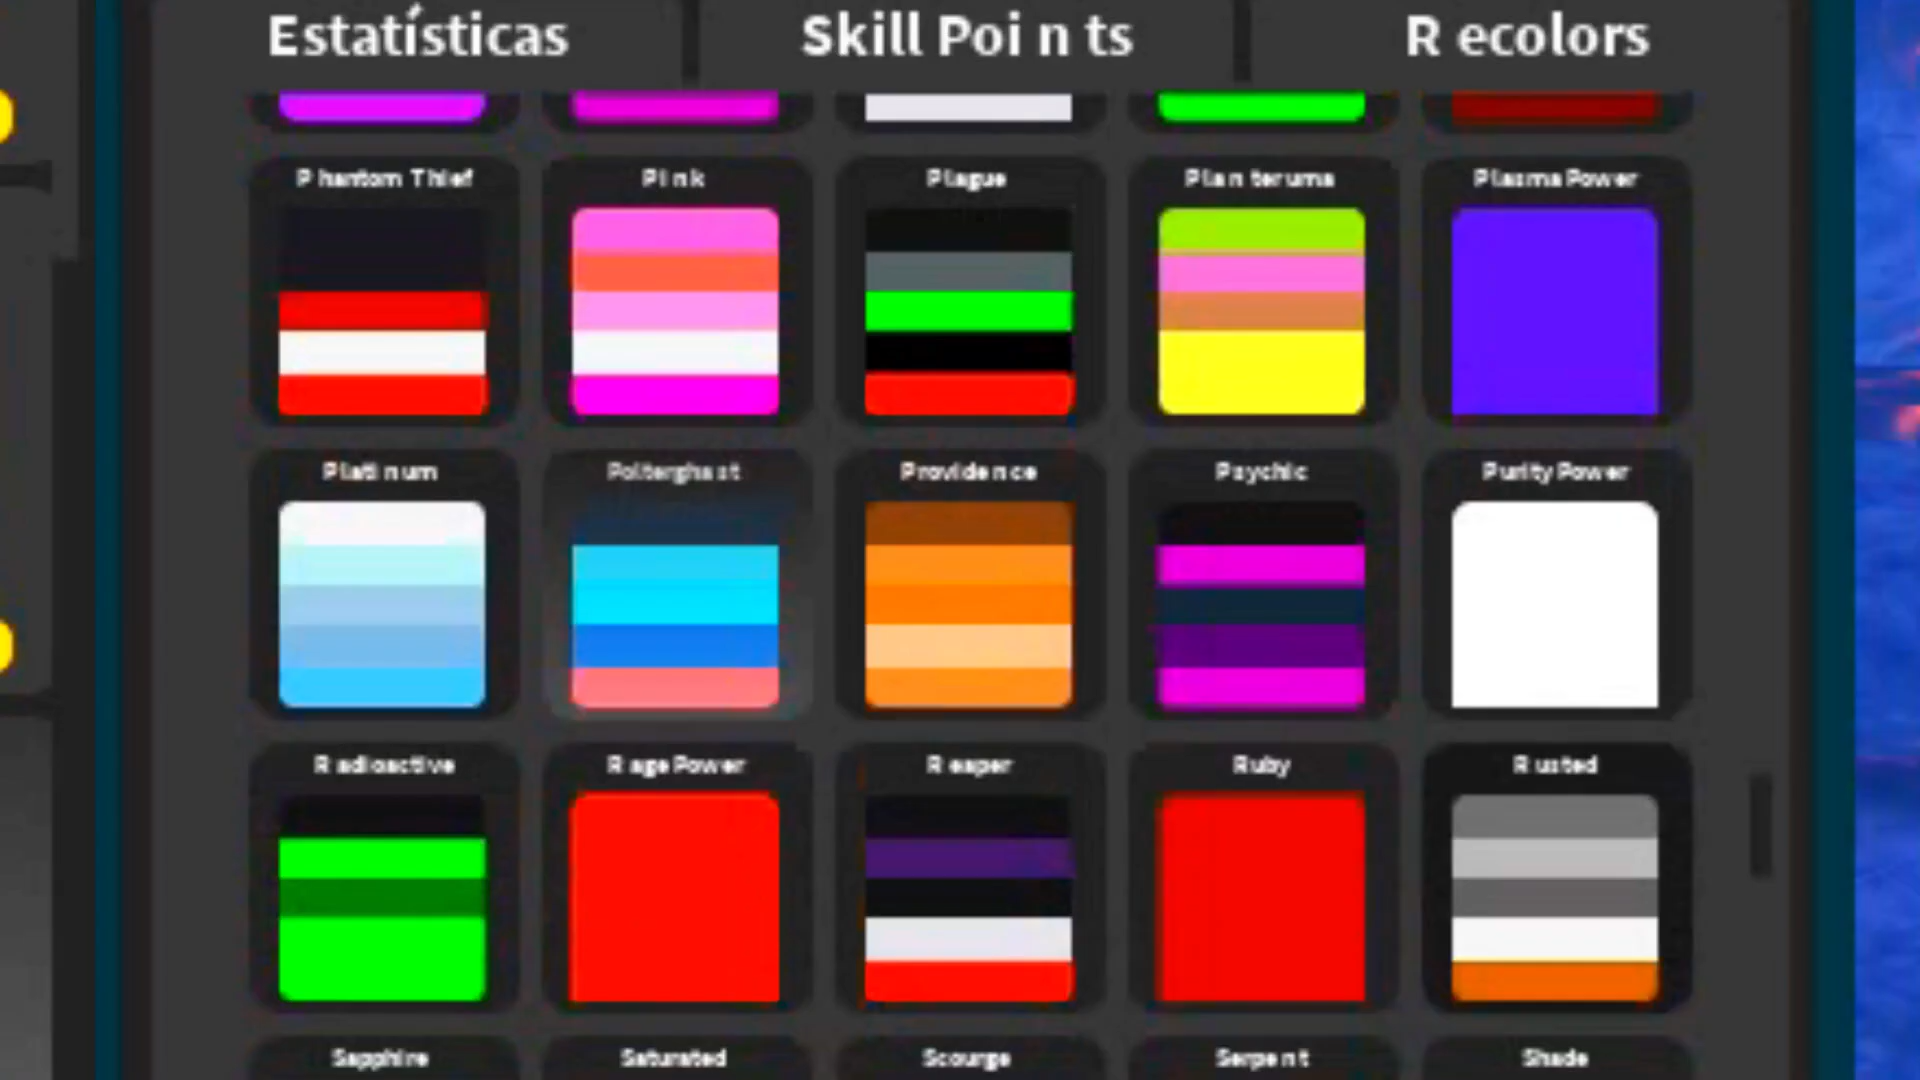 Estatísticas Skill Points Recolors
Phantom Thief Pink Plague Planteruma Plasma Power
Platinum Polterghast Providence Psychic Purity Power
Radioactive Rage Power Reaper Ruby Rusted
Sapphire Saturated Scourge Serpent Shade